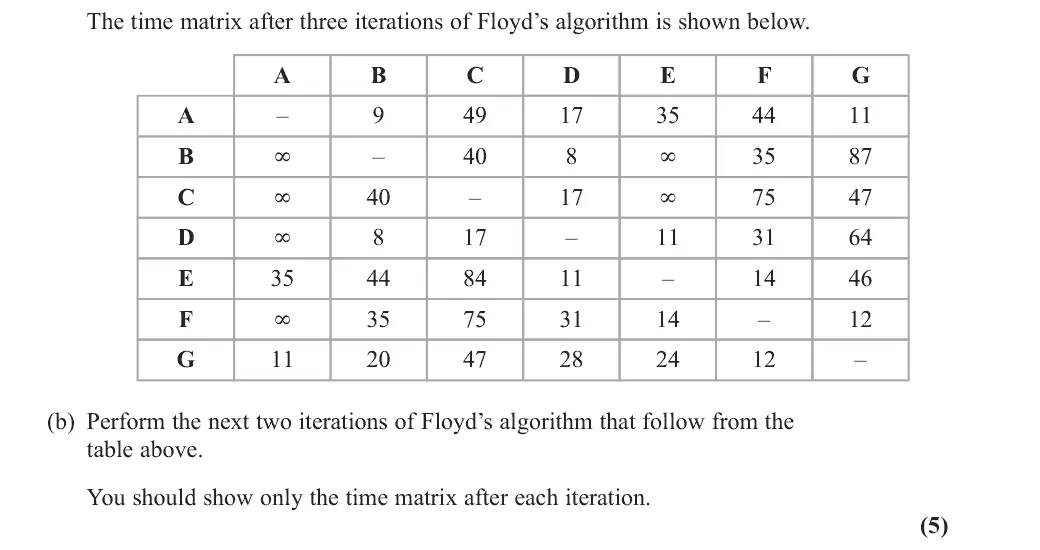 The time matrix after three iterations of Floyd’s algorithm is shown below.
A B C D E F G
A – 9 49 17 35 44 11
B ∞ – 40 8 ∞ 35 87
C ∞ 40 – 17 ∞ 75 47
D ∞ 8 17 – 11 31 64
E 35 44 84 11 – 14 46
F ∞ 35 75 31 14 – 12
G 11 20 47 28 24 12 –
(b) Perform the next two iterations of Floyd’s algorithm that follow from the
table above.
You should show only the time matrix after each iteration.
(5)